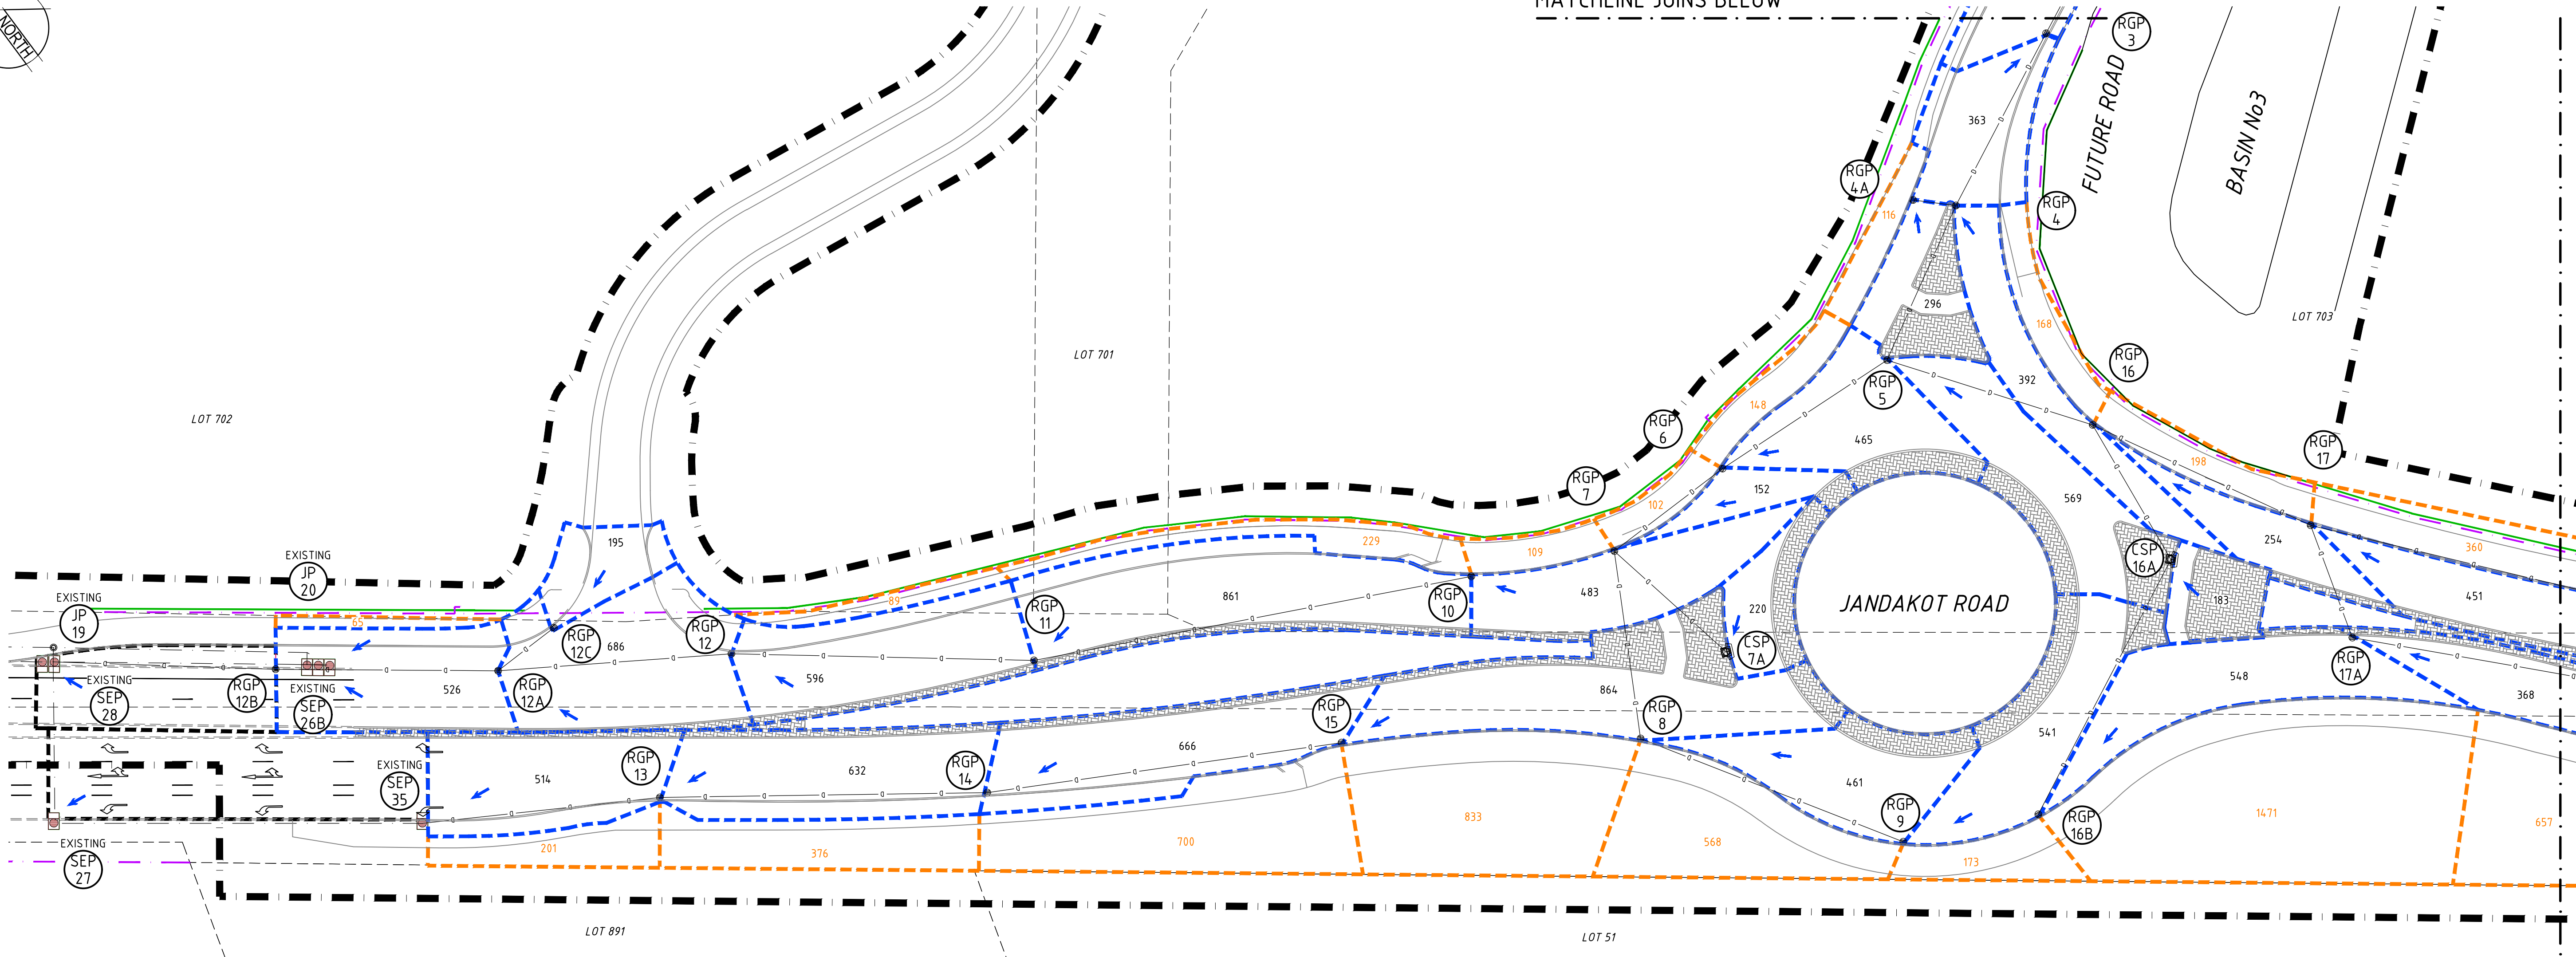 MATCHLINE JOINS BELOW
NORTH
RGP
3
363
FUTURE ROAD
BASIN No3
RGP
4A
116
RGP
4
296
168
LOT 703
LOT 701
LOT 702
RGP
16
392
RGP
5
148
RGP
6
465
RGP
17
198
RGP
7
152
102
569
195
229
109
254
360
EXISTING
JP
20
CSP
16A
183
451
EXISTING
JP
19
65
89
861
RGP
10
483
220
JANDAKOT ROAD
RGP
11
RGP
12
RGP
12C
686
CSP
7A
RGP
17A
548
368
596
526
RGP
12A
RGP
12B
EXISTING
SEP
26B
EXISTING
SEP
28
864
RGP
15
RGP
8
541
666
RGP
14
632
RGP
13
514
EXISTING
SEP
35
461
RGP
9
RGP
16B
833
568
1471
657
173
700
376
201
EXISTING
SEP
27
LOT 891
LOT 51